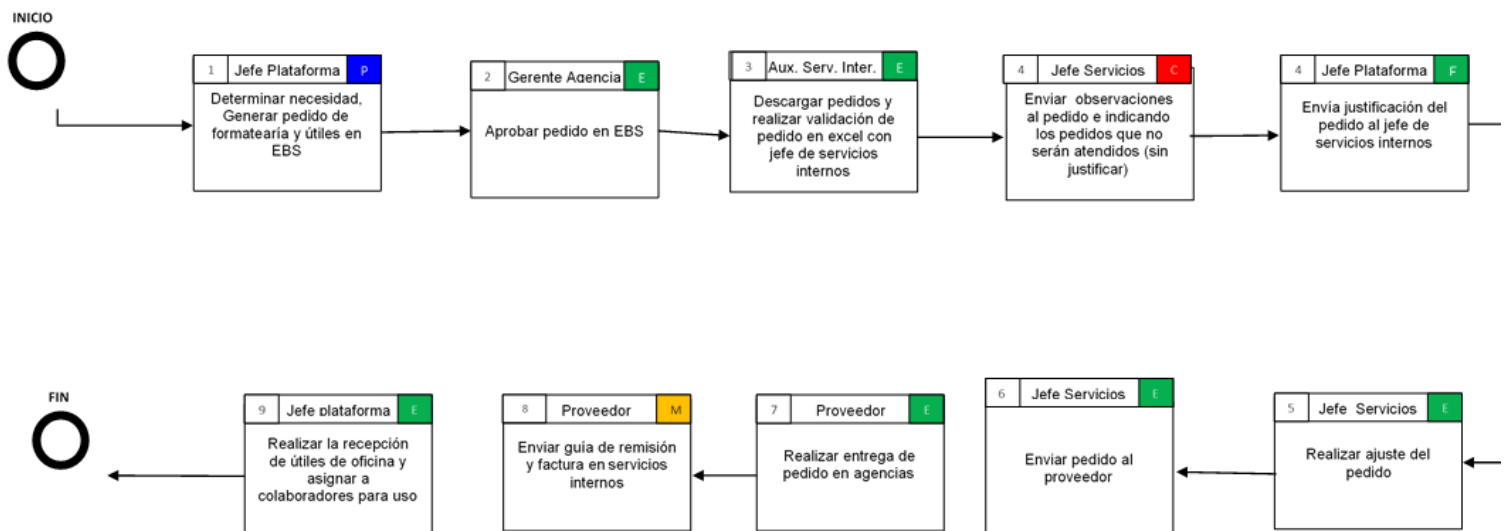 INICIO
1 Jefe Plataforma P
Determinar necesidad,
Generar pedido de
formatearía y útiles en
EBS
2 Gerente Agencia E
Aprobar pedido en EBS
3 Aux. Serv. Inter. E
Descargar pedidos y
realizar validación de
pedido en excel con
jefe de servicios
internos
4 Jefe Servicios C
Enviar observaciones
al pedido e indicando
los pedidos que no
serán atendidos (sin
justificar)
4 Jefe Plataforma F
Envía justificación del
pedido al jefe de
servicios internos
FIN
9 Jefe plataforma E
Realizar la recepción
de útiles de oficina y
asignar a
colaboradores para uso
8 Proveedor M
Enviar guía de remisión
y factura en servicios
internos
7 Proveedor E
Realizar entrega de
pedido en agencias
6 Jefe Servicios E
Enviar pedido al
proveedor
5 Jefe Servicios E
Realizar ajuste del
pedido